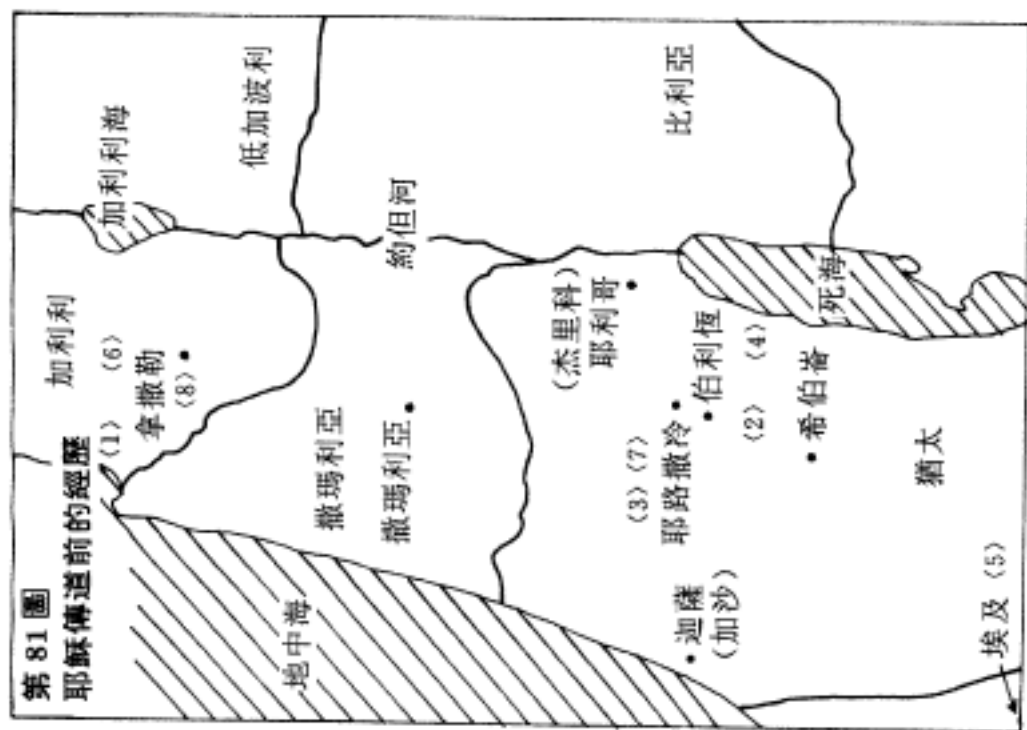 第 81 圖
耶穌傳道前的經歷
加利利
加利利海
(1)
(6)
拿撒勒
(8)
低加波利
撒瑪利亞
撒瑪利亞
約但河
地中海
(杰里科)
耶利哥
比利亞
(3) (7)
耶路撒冷
伯利恆
(2)
(4)
死海
迦薩
(加沙)
希伯崙
猶太
埃及 (5)